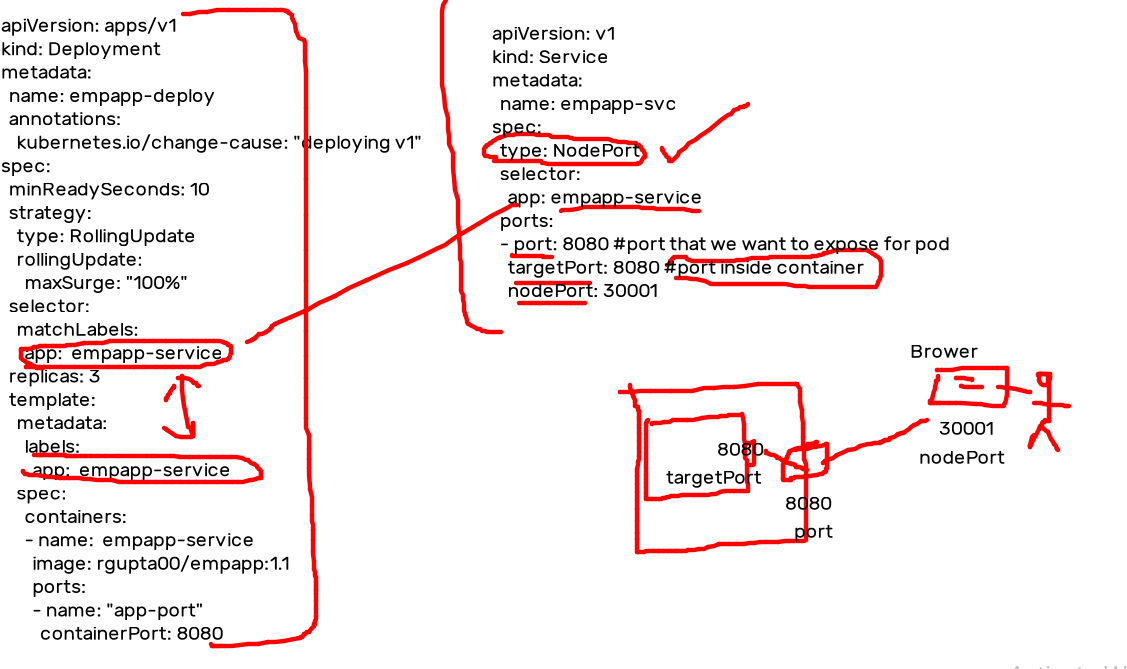 apiVersion: apps/v1
kind: Deployment
metadata:
 name: empapp-deploy
 annotations:
  kubernetes.io/change-cause: "deploying v1"
spec:
 minReadySeconds: 10
 strategy:
  type: RollingUpdate
  rollingUpdate:
   maxSurge: "100%"
 selector:
  matchLabels:
   app:  empapp-service
 replicas: 3
 template:
  metadata:
   labels:
    app:  empapp-service
  spec:
   containers:
   - name:  empapp-service
    image: rgupta00/empapp:1.1
    ports:
    - name: "app-port"
     containerPort: 8080
apiVersion: v1
kind: Service
metadata:
 name: empapp-svc
spec:
 type: NodePort
 selector:
  app: empapp-service
 ports:
 - port: 8080 #port that we want to expose for pod
  targetPort: 8080 #port inside container
  nodePort: 30001
Brower
30001
nodePort
8080
targetPort
8080
port